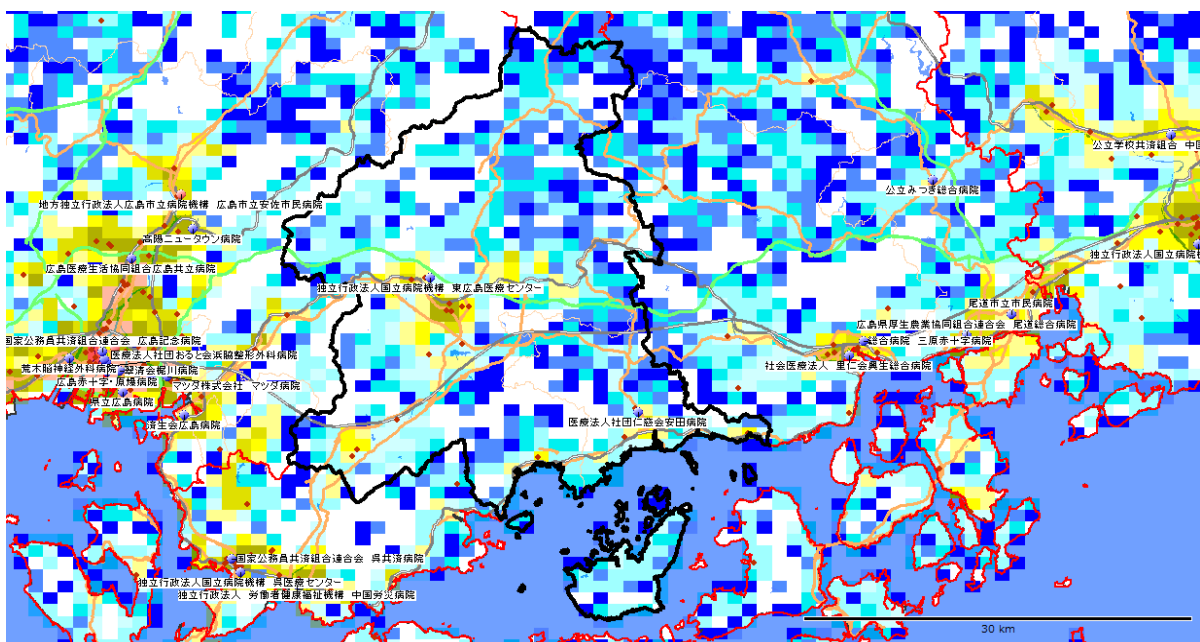 公立学校共済組合 中国
公立みつぎ総合病院
地方独立行政法人広島市立病院機構 広島市立安佐市民病院
高陽ニュータウン病院
独立行政法人国立病院機
広島医療生活協同組合広島共立病院
独立行政法人国立病院機構 東広島医療センター
尾道市立市民病院
広島県厚生農業協同組合連合会 尾道総合病院
国家公務員共済組合連合会 広島記念病院
総合病院 三原赤十字病院
医療法人社団おると会浜脇整形外科病院
社会医療法人 里仁会興生総合病院
荒木脳神経外科病院
翠清会梶川病院
広島赤十字・原爆病院
マツダ株式会社 マツダ病院
県立広島病院
済生会広島病院
医療法人社団仁慈会安田病院
国家公務員共済組合連合会 呉共済病院
独立行政法人国立病院機構 呉医療センター
独立行政法人 労働者健康福祉機構 中国労災病院
30 km